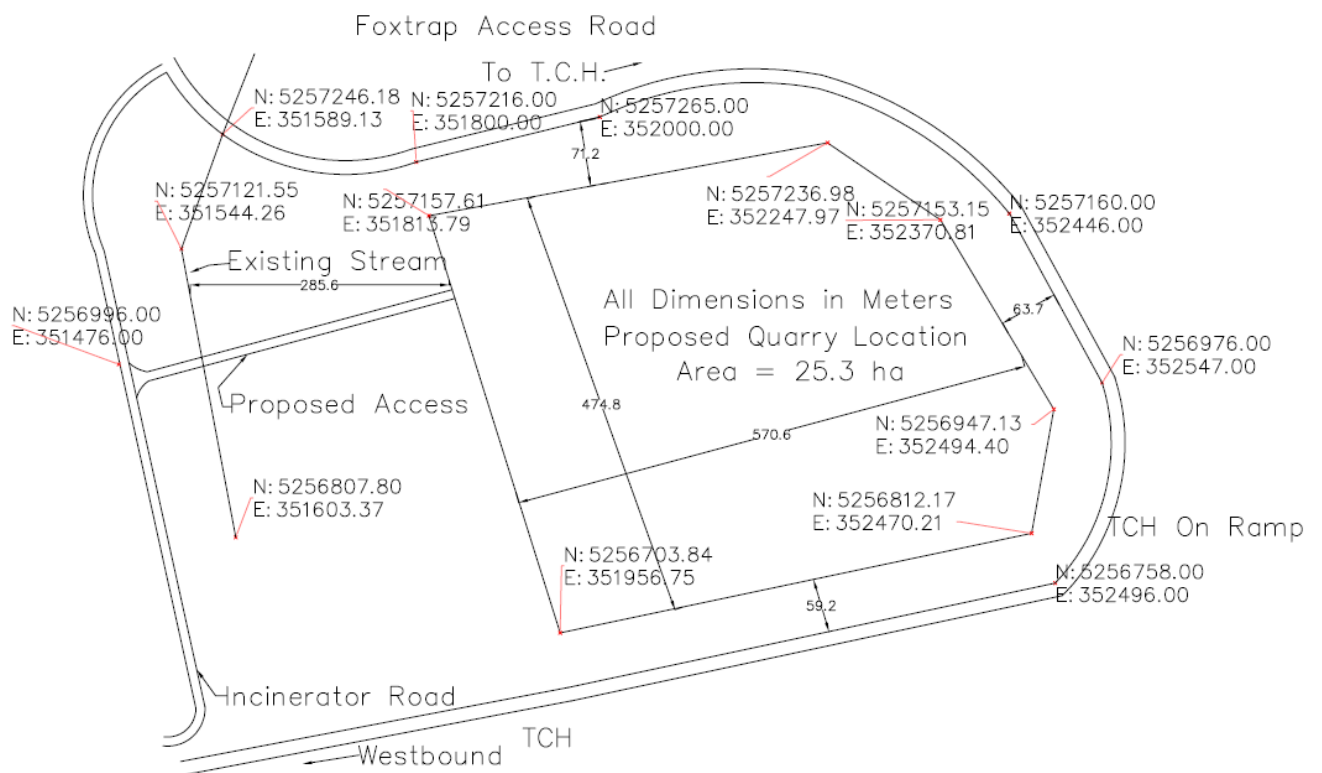 Foxtrap Access Road
To T.C.H.
N: 5257246.18
E: 351589.13
N: 5257216.00
E: 351800.00
N: 5257265.00
E: 352000.00
71.2
N: 5257121.55
E: 351544.26
N: 5257157.61
E: 351813.79
N: 5257236.98
E: 352247.97
N: 5257153.15
E: 352370.81
N: 5257160.00
E: 352446.00
Existing Stream
285.6
N: 5256996.00
E: 351476.00
All Dimensions in Meters
Proposed Quarry Location
Area = 25.3 ha
63.7
N: 5256976.00
E: 352547.00
Proposed Access
474.8
570.6
N: 5256947.13
E: 352494.40
N: 5256807.80
E: 351603.37
N: 5256812.17
E: 352470.21
TCH On Ramp
N: 5256703.84
E: 351956.75
59.2
N: 5256758.00
E: 352496.00
Incinerator Road
TCH
Westbound